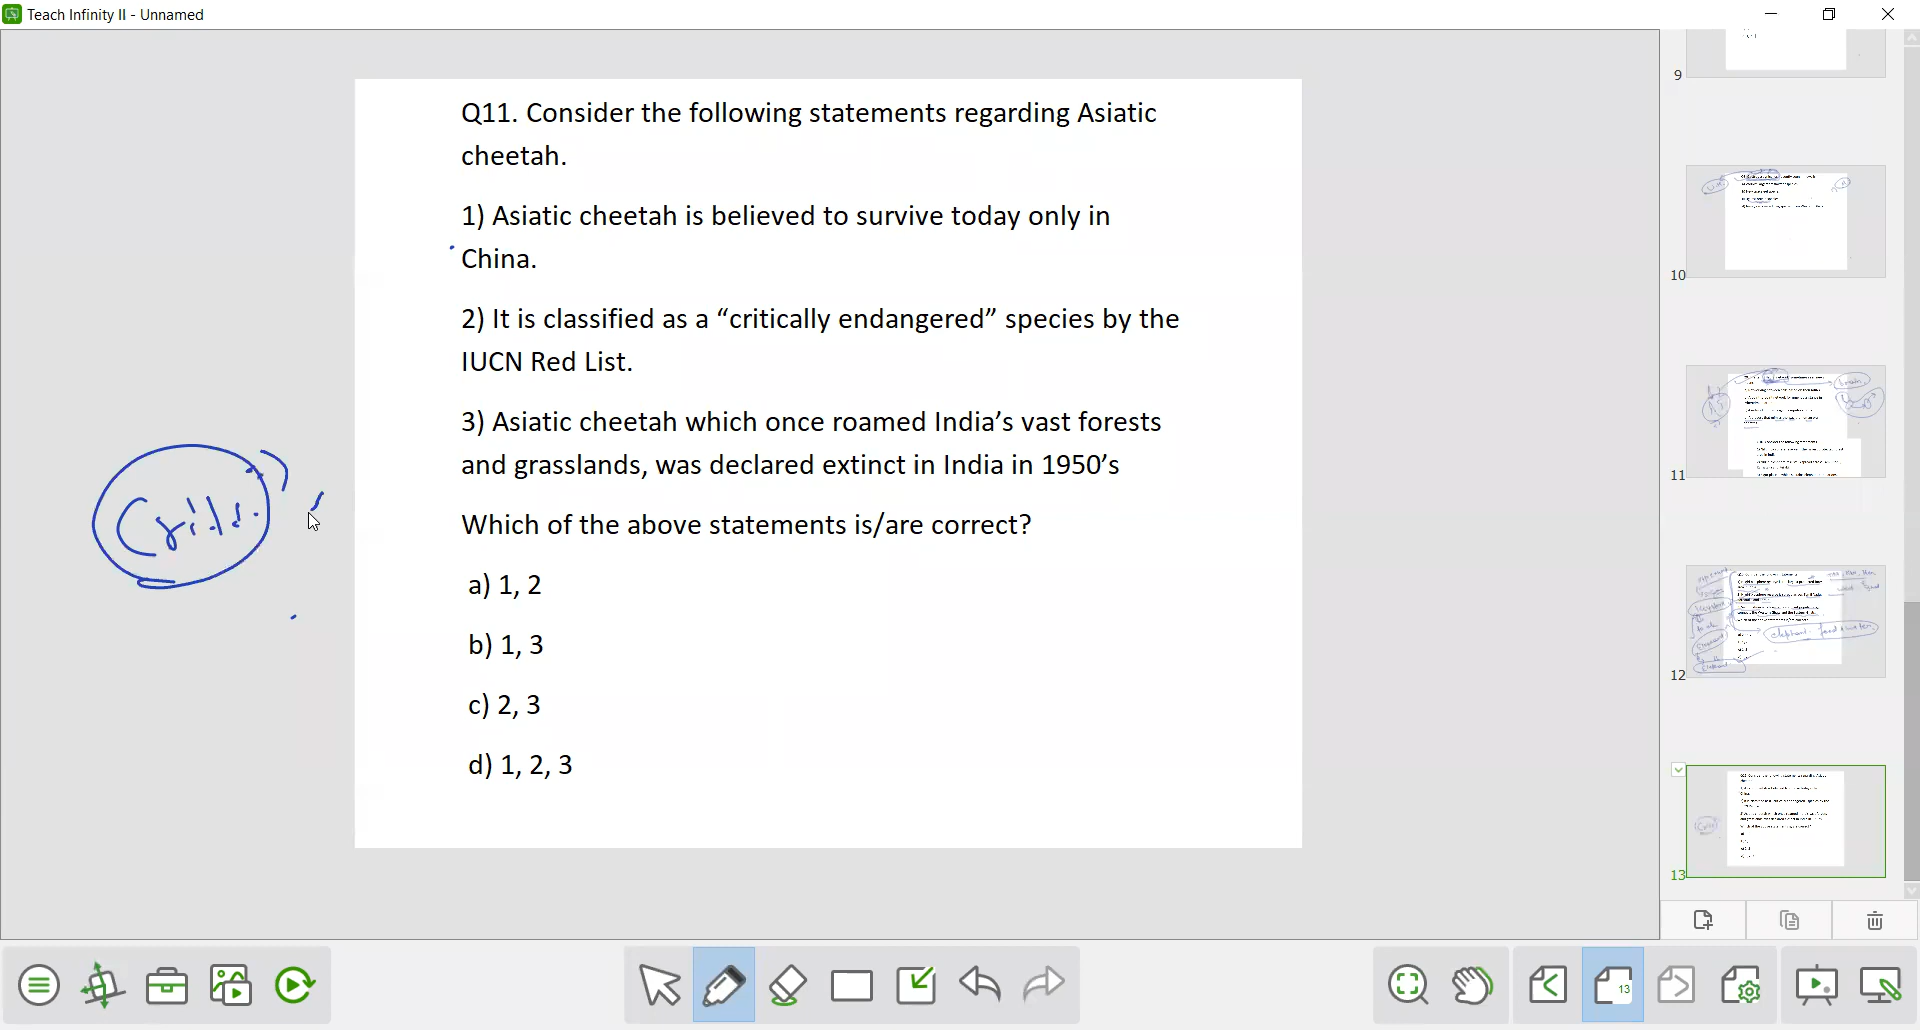 Teach Infinity II - Unnamed
Q11. Consider the following statements regarding Asiatic
cheetah.
1) Asiatic cheetah is believed to survive today only in
China.
2) It is classified as a “critically endangered” species by the
IUCN Red List.
3) Asiatic cheetah which once roamed India’s vast forests
and grasslands, was declared extinct in India in 1950’s
Which of the above statements is/are correct?
a) 1, 2
b) 1, 3
c) 2, 3
d) 1, 2, 3
9
10
11
12
13
13